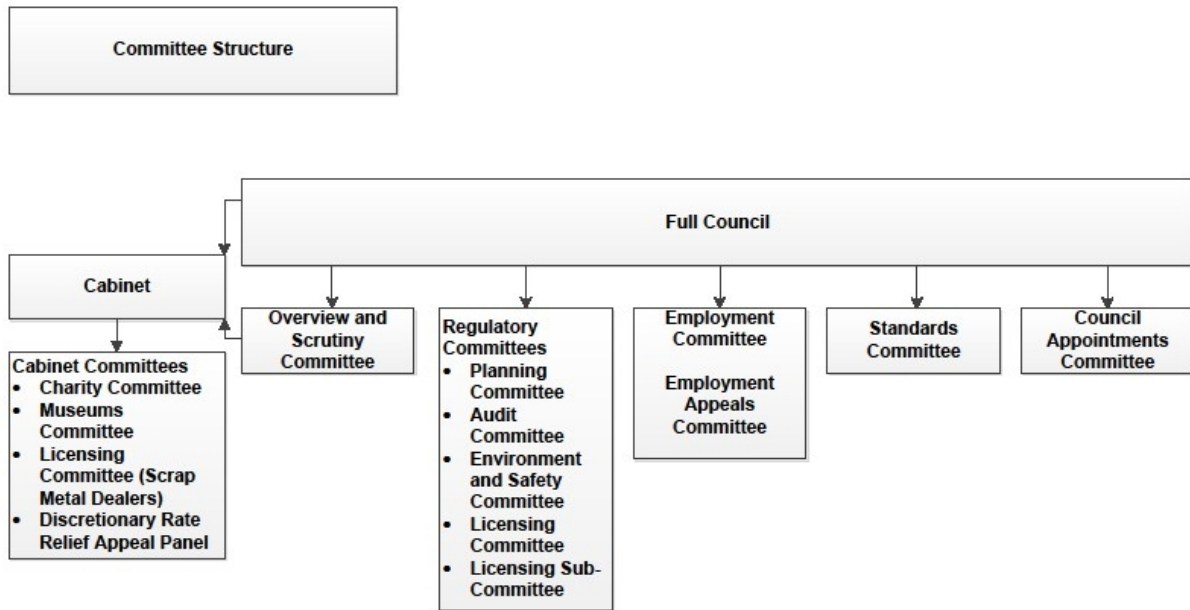 Committee Structure
Full Council
Cabinet
Cabinet Committees
• Charity Committee
• Museums
Committee
• Licensing
Committee (Scrap
Metal Dealers)
• Discretionary Rate
Relief Appeal Panel
Overview and
Scrutiny
Committee
Regulatory
Committees
• Planning
Committee
• Audit
Committee
• Environment
and Safety
Committee
• Licensing
Committee
• Licensing Sub-
Committee
Employment
Committee
Employment
Appeals
Committee
Standards
Committee
Council
Appointments
Committee